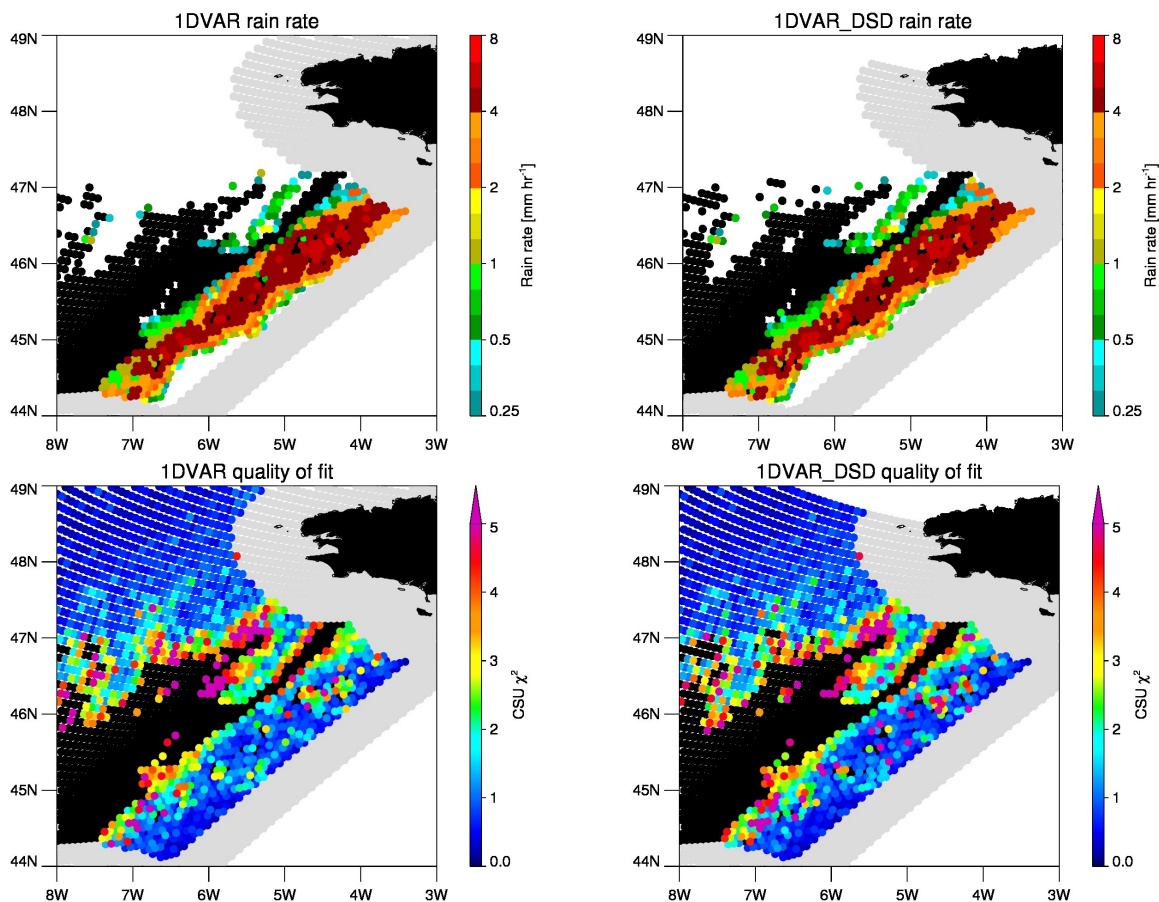 1DVAR rain rate
49N
48N
47N
46N
45N
44N
8W
7W
6W
5W
4W
3W
8
4
2
1
0.5
0.25
Rain rate [mm hr⁻¹]
1DVAR_DSD rain rate
49N
48N
47N
46N
45N
44N
8W
7W
6W
5W
4W
3W
8
4
2
1
0.5
0.25
Rain rate [mm hr⁻¹]
1DVAR quality of fit
49N
48N
47N
46N
45N
44N
8W
7W
6W
5W
4W
3W
5
4
3
2
1
0.0
CSU χ²
1DVAR_DSD quality of fit
49N
48N
47N
46N
45N
44N
8W
7W
6W
5W
4W
3W
5
4
3
2
1
0.0
CSU χ²